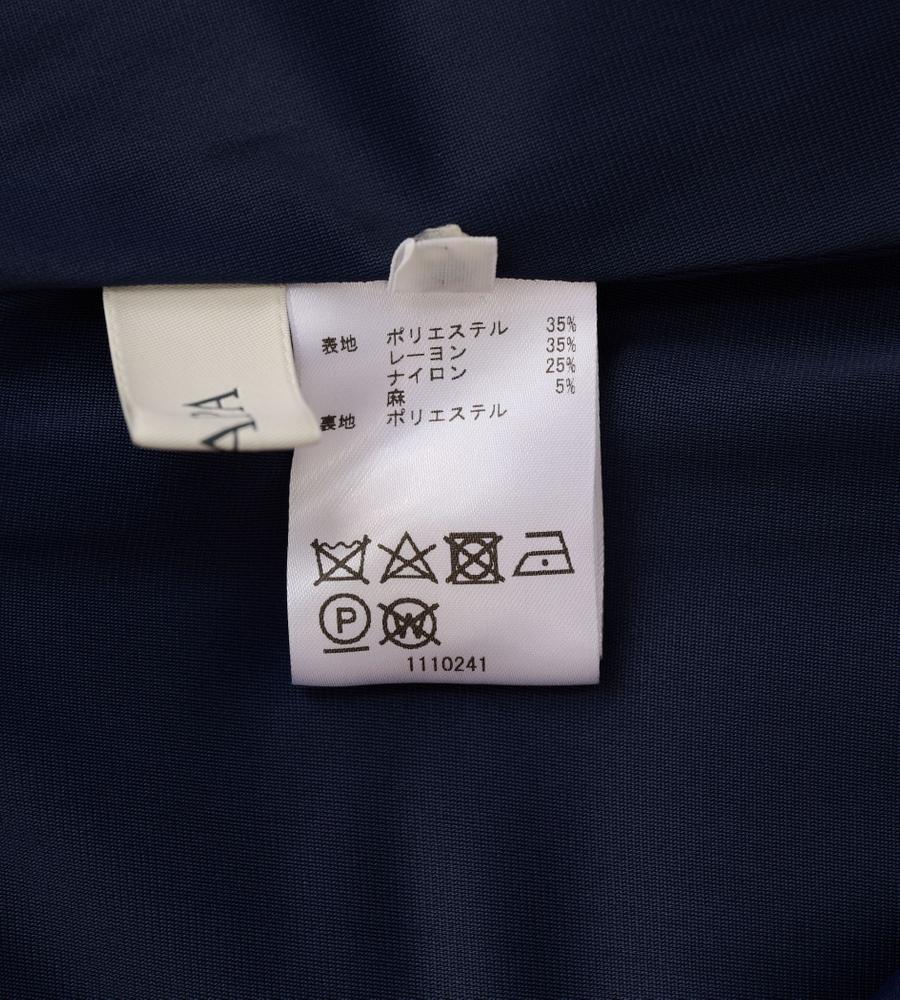 表地 ポリエステル 35%
レーヨン 35%
ナイロン 25%
麻 5%
裏地 ポリエステル
P W
1110241